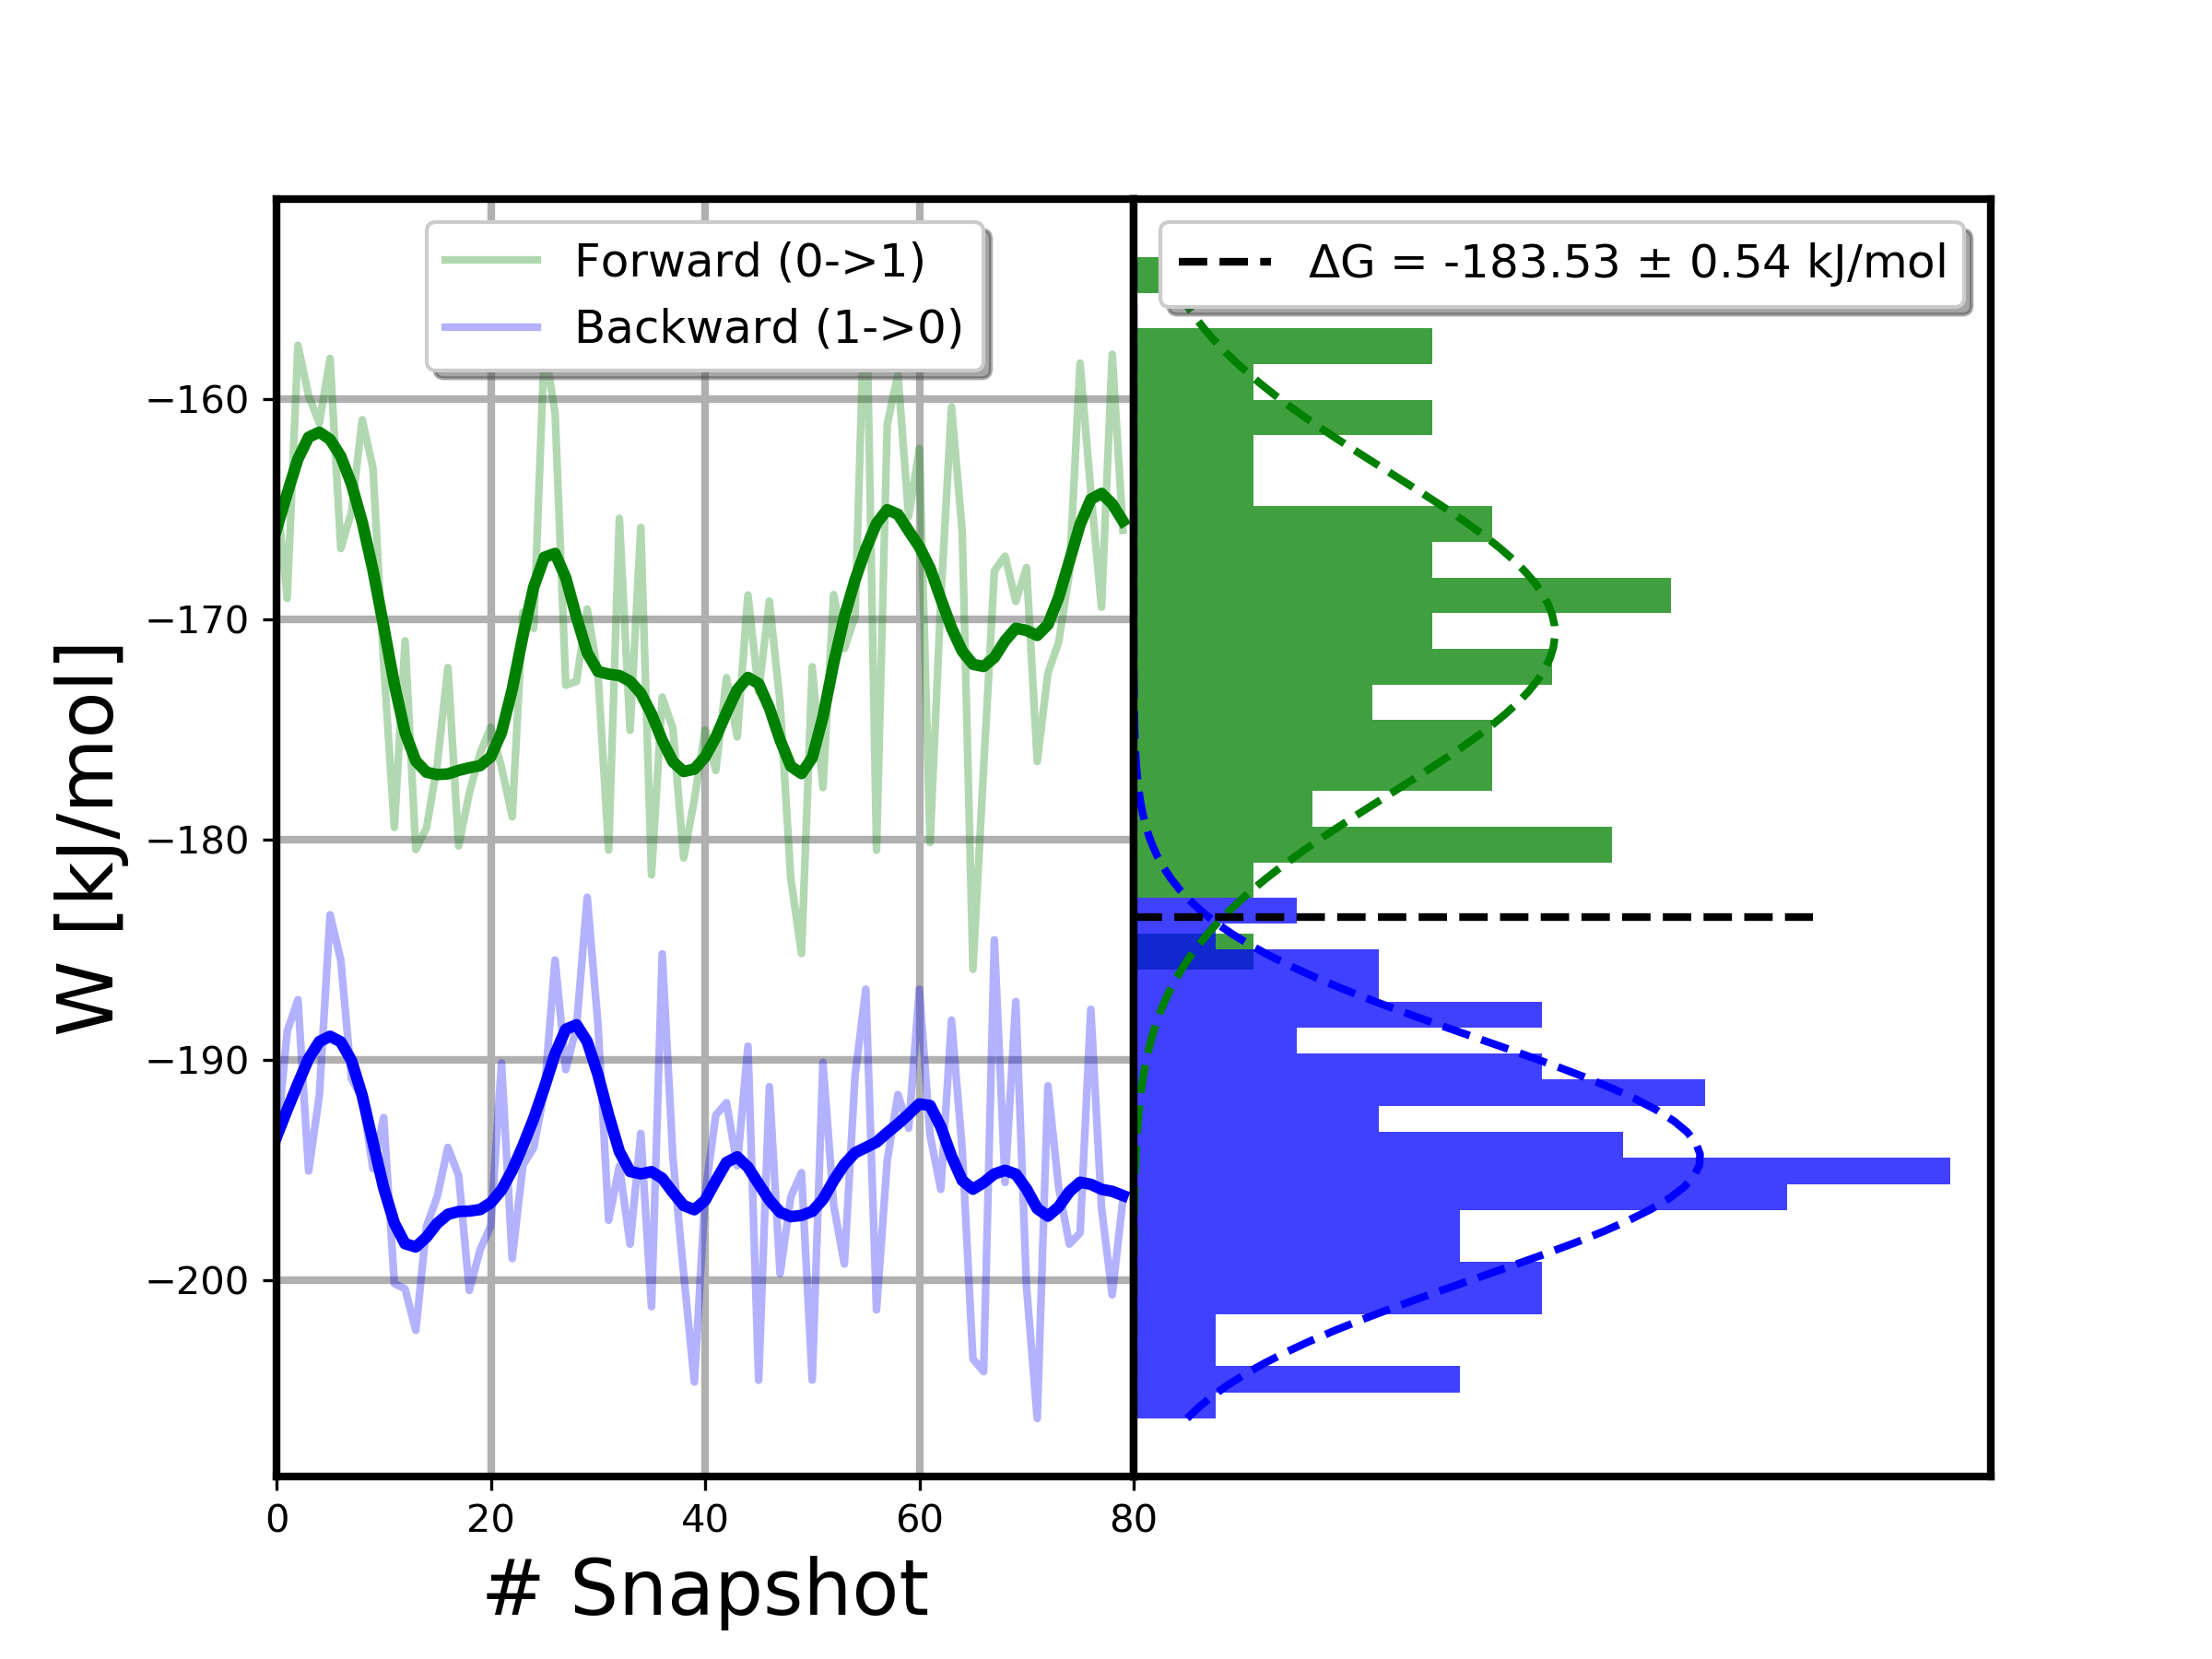 Forward (0->1)
Backward (1->0)
ΔG = -183.53 ± 0.54 kJ/mol
−160
−170
−180
−190
−200
W [kJ/mol]
0 20 40 60 80
# Snapshot